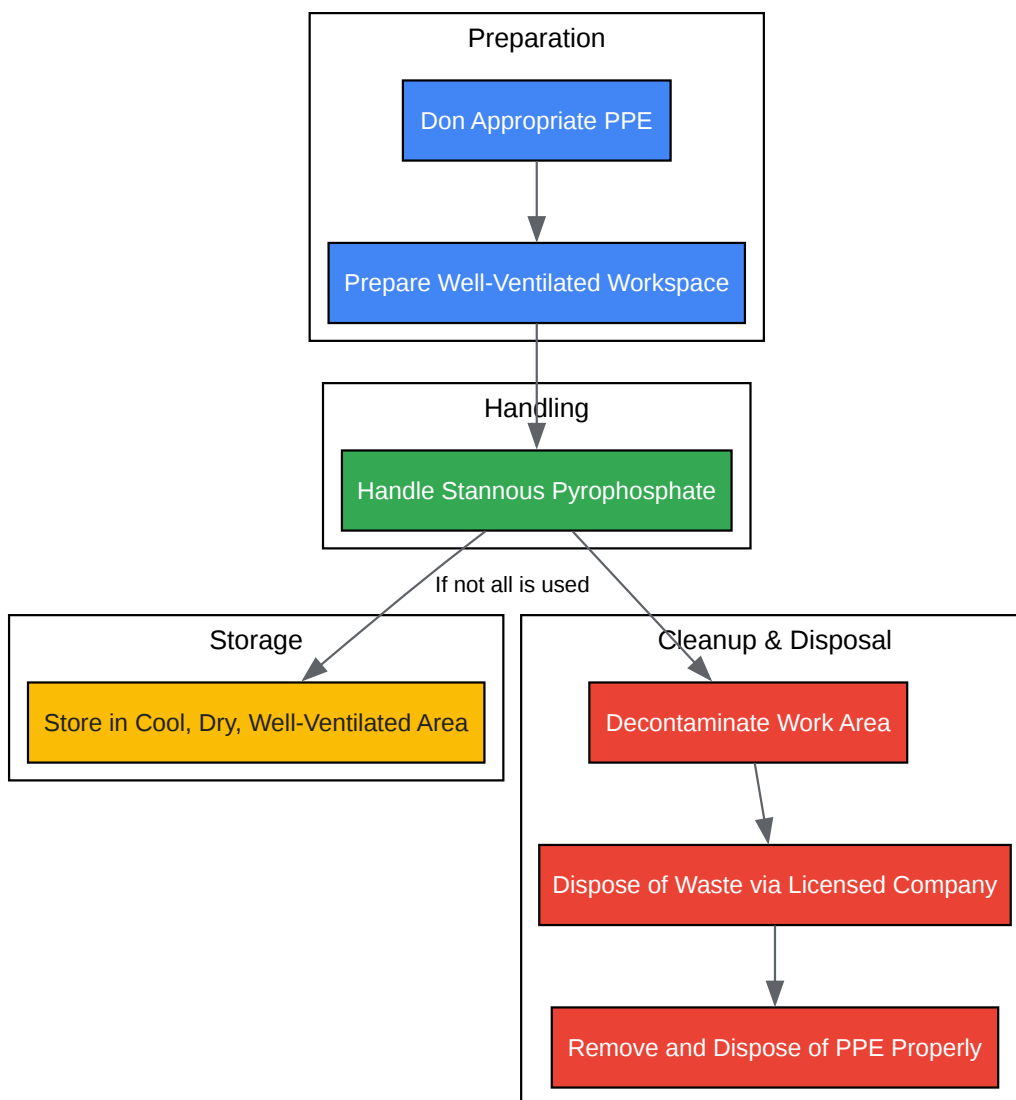 Preparation
Don Appropriate PPE
Prepare Well-Ventilated Workspace
Handling
Handle Stannous Pyrophosphate
If not all is used
Storage
Store in Cool, Dry, Well-Ventilated Area
Cleanup & Disposal
Decontaminate Work Area
Dispose of Waste via Licensed Company
Remove and Dispose of PPE Properly